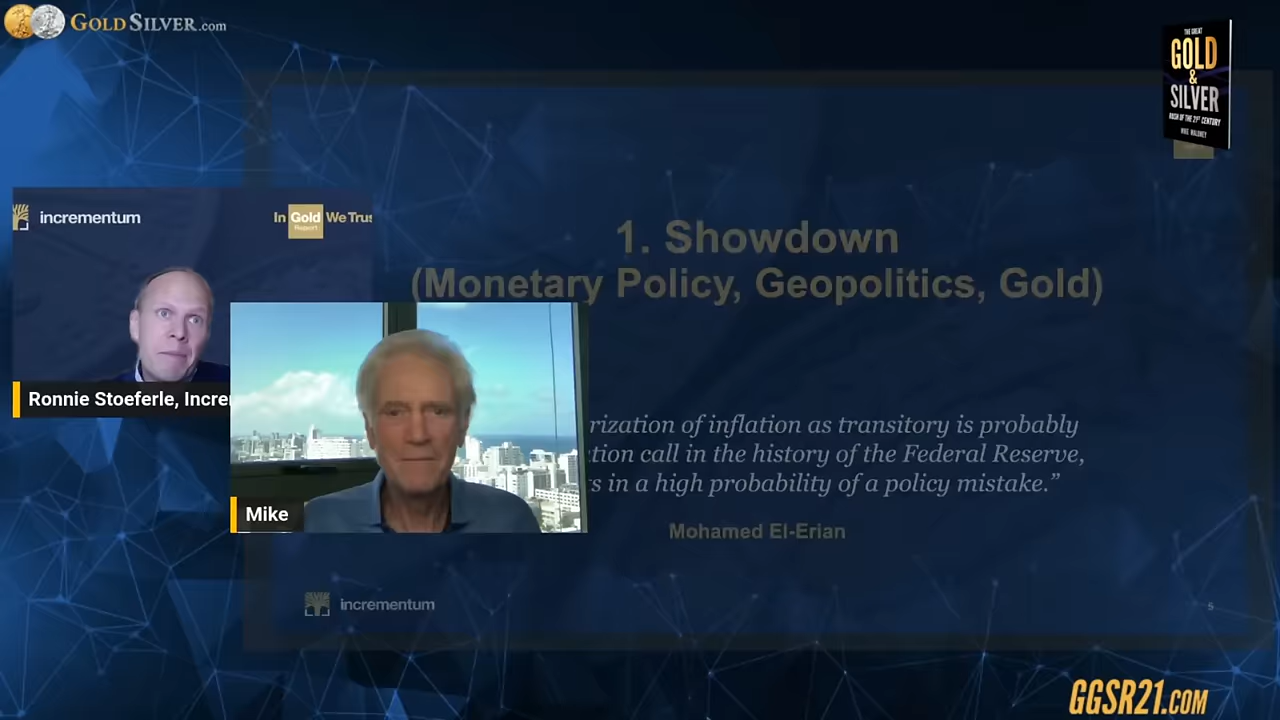 GOLDSILVER.com
THE GREAT
GOLD
&
SILVER
RUSH OF THE 21ST CENTURY
MIKE MALONEY
incrementum
In Gold We Trus
Report
1. Showdown
(Monetary Policy, Geopolitics, Gold)
Ronnie Stoeferle, Incre
rization of inflation as transitory is probably
tion call in the history of the Federal Reserve,
s in a high probability of a policy mistake.”
Mike
Mohamed El-Erian
incrementum
5
GGSR21.COM